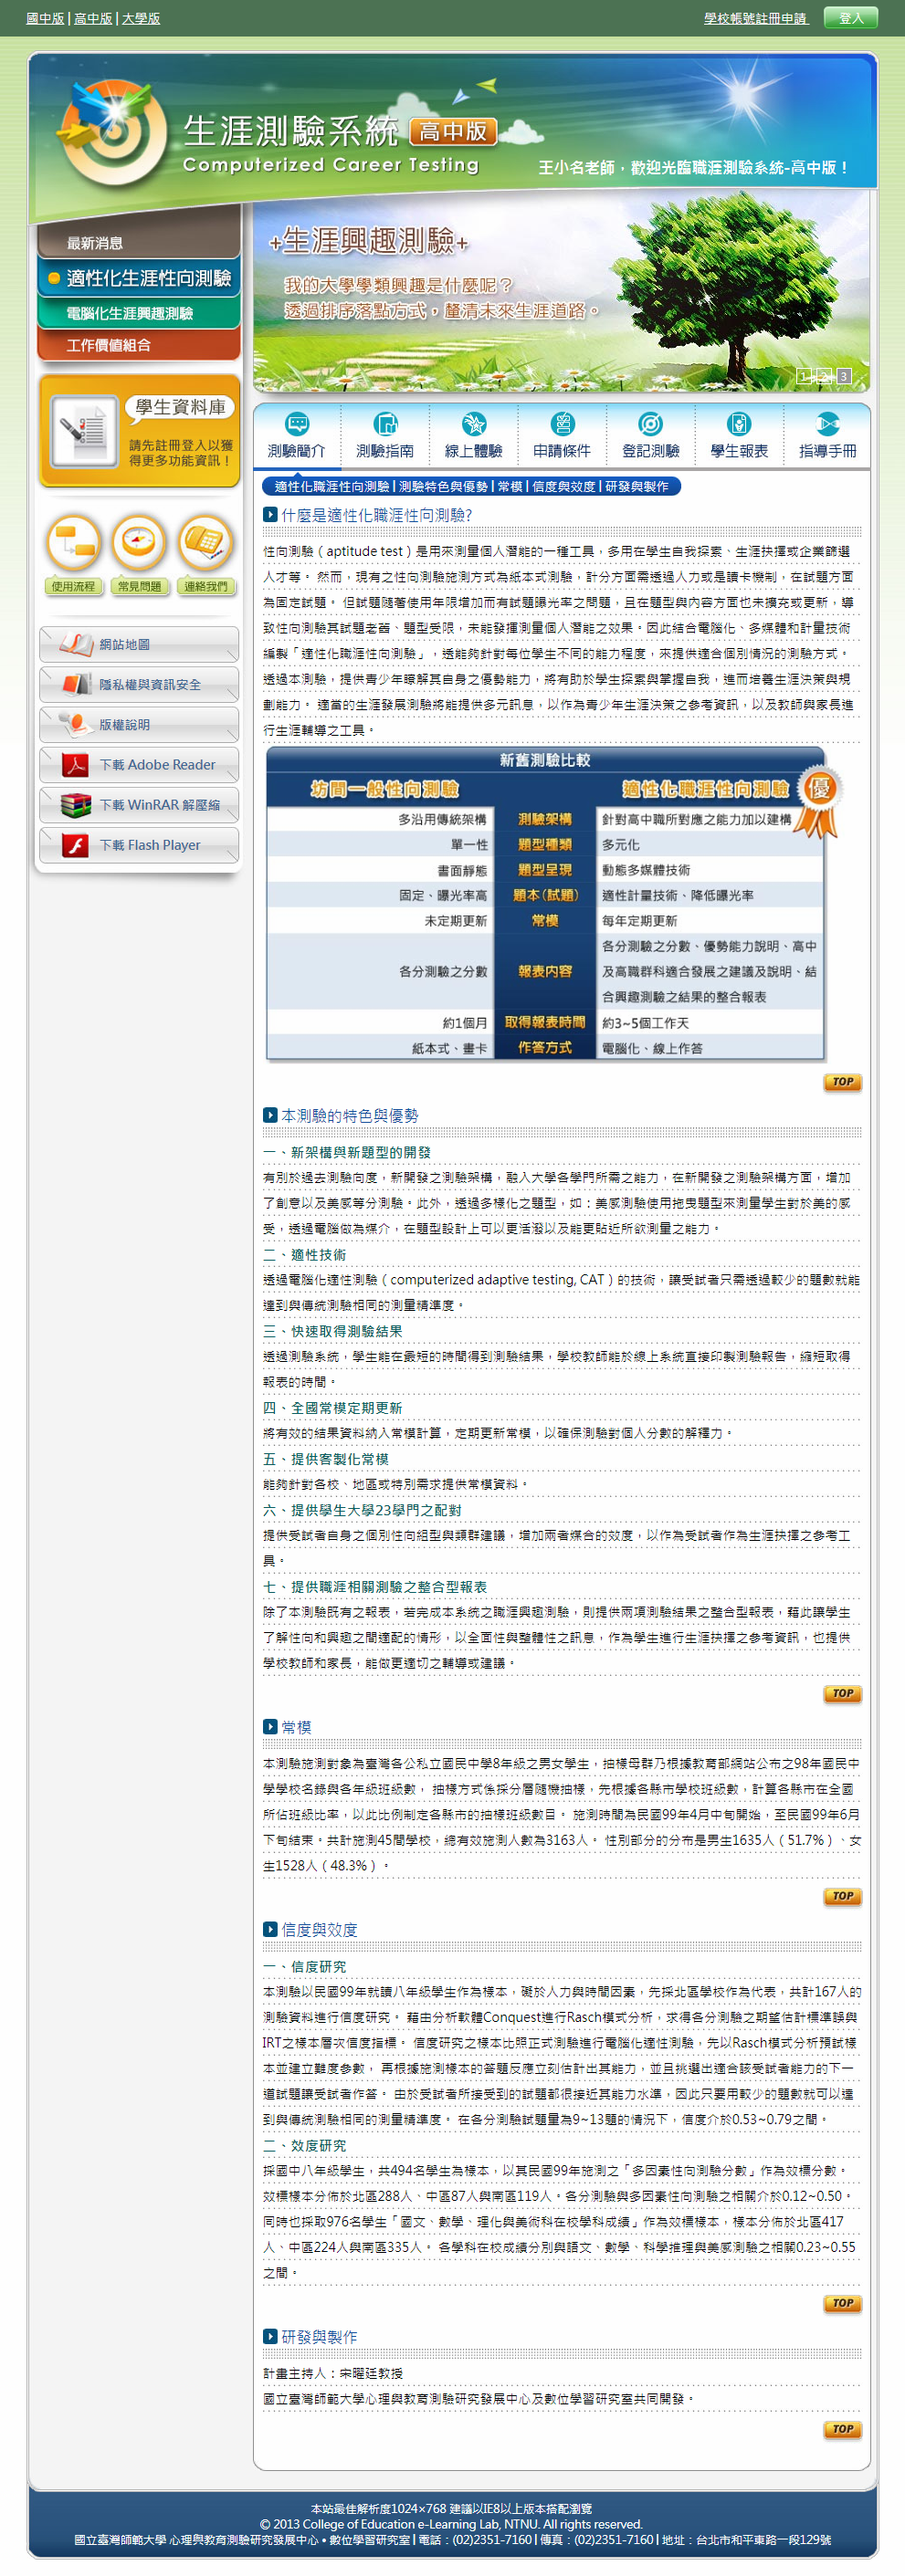 國中版 | 高中版 | 大學版
學校帳號註冊申請
登入
生涯測驗系統 高中版
Computerized Career Testing
王小名老師，歡迎光臨職涯測驗系統-高中版！
最新消息
適性化生涯性向測驗
電腦化生涯興趣測驗
工作價值組合
+生涯興趣測驗+
我的大學學類興趣是什麼呢？
透過排序落點方式，釐清未來生涯道路。
1 2 3
學生資料庫
請先註冊登入以獲
得更多功能資訊！
使用流程 常見問題 連絡我們
網站地圖
隱私權與資訊安全
版權說明
下載 Adobe Reader
下載 WinRAR 解壓縮
下載 Flash Player
測驗簡介 測驗指南 線上體驗 申請條件 登記測驗 學生報表 指導手冊
適性化職涯性向測驗 | 測驗特色與優勢 | 常模 | 信度與效度 | 研發與製作
什麼是適性化職涯性向測驗?
性向測驗（aptitude test）是用來測量個人潛能的一種工具，多用在學生自我探索、生涯抉擇或企業篩選
人才等。 然而，現有之性向測驗施測方式為紙本式測驗，計分方面需透過人力或是讀卡機制，在試題方面
為固定試題。 但試題隨著使用年限增加而有試題曝光率之問題，且在題型與內容方面也未擴充或更新，導
致性向測驗其試題老舊、題型受限，未能發揮測量個人潛能之效果。因此結合電腦化、多媒體和計量技術
編製「適性化職涯性向測驗」，透能夠針對每位學生不同的能力程度，來提供適合個別情況的測驗方式。
透過本測驗，提供青少年瞭解其自身之優勢能力，將有助於學生探索與掌握自我，進而培養生涯決策與規
劃能力。 適當的生涯發展測驗將能提供多元訊息，以作為青少年生涯決策之參考資訊，以及教師與家長進
行生涯輔導之工具。
新舊測驗比較
坊間一般性向測驗 適性化職涯性向測驗 優
多沿用傳統架構 測驗架構 針對高中職所對應之能力加以建構
單一性 題型種類 多元化
書面靜態 題型呈現 動態多媒體技術
固定、曝光率高 題本(試題) 適性計量技術、降低曝光率
未定期更新 常模 每年定期更新
各分測驗之分數 報表內容 各分測驗之分數、優勢能力說明、高中
及高職群科適合發展之建議及說明、結
合興趣測驗之結果的整合報表
約1個月 取得報表時間 約3~5個工作天
紙本式、畫卡 作答方式 電腦化、線上作答
TOP
本測驗的特色與優勢
一、新架構與新題型的開發
有別於過去測驗向度，新開發之測驗架構，融入大學各學門所需之能力，在新開發之測驗架構方面，增加
了創意以及美感等分測驗。此外，透過多樣化之題型，如：美感測驗使用拖曳題型來測量學生對於美的感
受，透過電腦做為媒介，在題型設計上可以更活潑以及能更貼近所欲測量之能力。
二、適性技術
透過電腦化適性測驗（computerized adaptive testing, CAT）的技術，讓受試者只需透過較少的題數就能
達到與傳統測驗相同的測量精準度。
三、快速取得測驗結果
透過測驗系統，學生能在最短的時間得到測驗結果，學校教師能於線上系統直接印製測驗報告，縮短取得
報表的時間。
四、全國常模定期更新
將有效的結果資料納入常模計算，定期更新常模，以確保測驗對個人分數的解釋力。
五、提供客製化常模
能夠針對各校、地區或特別需求提供常模資料。
六、提供學生大學23學門之配對
提供受試者自身之個別性向組型與類群建議，增加兩者媒合的效度，以作為受試者作為生涯抉擇之參考工
具。
七、提供職涯相關測驗之整合型報表
除了本測驗既有之報表，若完成本系統之職涯興趣測驗，則提供兩項測驗結果之整合型報表，藉此讓學生
了解性向和興趣之間適配的情形，以全面性與整體性之訊息，作為學生進行生涯抉擇之參考資訊，也提供
學校教師和家長，能做更適切之輔導或建議。
TOP
常模
本測驗施測對象為臺灣各公私立國民中學8年級之男女學生，抽樣母群乃根據教育部網站公布之98年國民中
學學校名錄與各年級班級數， 抽樣方式係採分層隨機抽樣，先根據各縣市學校班級數，計算各縣市在全國
所佔班級比率，以此比例制定各縣市的抽樣班級數目。 施測時間為民國99年4月中旬開始，至民國99年6月
下旬結束。共計施測45間學校，總有效施測人數為3163人。 性別部分的分布是男生1635人（51.7%）、女
生1528人（48.3%）。
TOP
信度與效度
一、信度研究
本測驗以民國99年就讀八年級學生作為樣本，礙於人力與時間因素，先採北區學校作為代表，共計167人的
測驗資料進行信度研究。 藉由分析軟體Conquest進行Rasch模式分析，求得各分測驗之期望估計標準誤與
IRT之樣本層次信度指標。 信度研究之樣本比照正式測驗進行電腦化適性測驗，先以Rasch模式分析預試樣
本並建立難度參數， 再根據施測樣本的答題反應立刻估計出其能力，並且挑選出適合該受試者能力的下一
道試題讓受試者作答。 由於受試者所接受到的試題都很接近其能力水準，因此只要用較少的題數就可以達
到與傳統測驗相同的測量精準度。 在各分測驗試題量為9~13題的情況下，信度介於0.53~0.79之間。
二、效度研究
採國中八年級學生，共494名學生為樣本，以其民國99年施測之「多因素性向測驗分數」作為效標分數。
效標樣本分佈於北區288人、中區87人與南區119人。各分測驗與多因素性向測驗之相關介於0.12~0.50。
同時也採取976名學生「國文、數學、理化與美術科在校學科成績」作為效標樣本，樣本分佈於北區417
人、中區224人與南區335人。 各學科在校成績分別與語文、數學、科學推理與美感測驗之相關0.23~0.55
之間。
TOP
研發與製作
計畫主持人：宋曜廷教授
國立臺灣師範大學心理與教育測驗研究發展中心及數位學習研究室共同開發。
TOP
本站最佳解析度1024×768 建議以IE8以上版本搭配瀏覽
© 2013 College of Education e-Learning Lab, NTNU. All rights reserved.
國立臺灣師範大學 心理與教育測驗研究發展中心 • 數位學習研究室 | 電話：(02)2351-7160 | 傳真：(02)2351-7160 | 地址：台北市和平東路一段129號